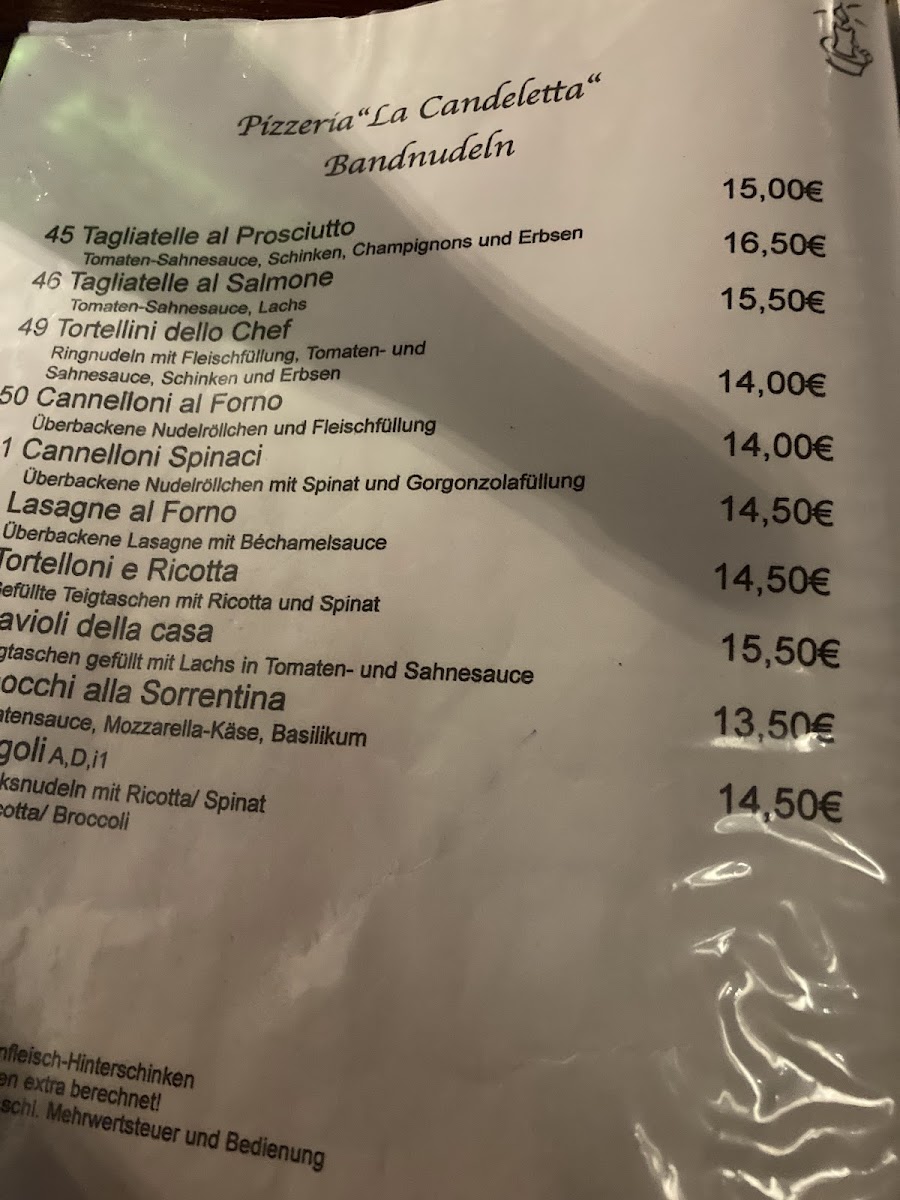 Pizzeria“La Candeletta“
Bandnudeln
45 Tagliatelle al Prosciutto 15,00€
Tomaten-Sahnesauce, Schinken, Champignons und Erbsen
46 Tagliatelle al Salmone 16,50€
Tomaten-Sahnesauce, Lachs
49 Tortellini dello Chef 15,50€
Ringnudeln mit Fleischfüllung, Tomaten- und
Sahnesauce, Schinken und Erbsen
50 Cannelloni al Forno 14,00€
Überbackene Nudelröllchen und Fleischfüllung
1 Cannelloni Spinaci 14,00€
Überbackene Nudelröllchen mit Spinat und Gorgonzolafüllung
Lasagne al Forno 14,50€
Überbackene Lasagne mit Béchamelsauce
Tortelloni e Ricotta 14,50€
efüllte Teigtaschen mit Ricotta und Spinat
avioli della casa 15,50€
gtaschen gefüllt mit Lachs in Tomaten- und Sahnesauce
occhi alla Sorrentina 13,50€
atensauce, Mozzarella-Käse, Basilikum
goli A,D,i1 14,50€
ksnudeln mit Ricotta/ Spinat
cotta/ Broccoli
nfleisch-Hinterschinken
en extra berechnet!
schl. Mehrwertsteuer und Bedienung